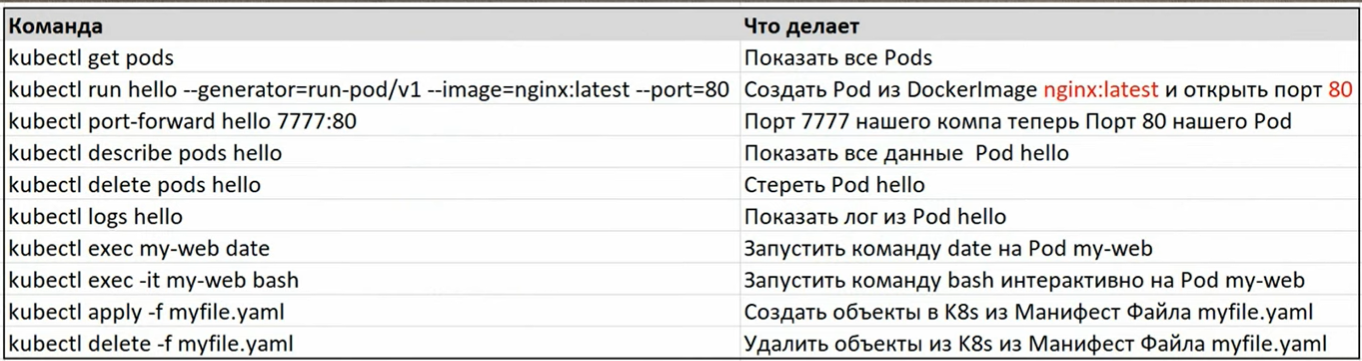 Команда Что делает
kubectl get pods Показать все Pods
kubectl run hello --generator=run-pod/v1 --image=nginx:latest --port=80 Создать Pod из DockerImage nginx:latest и открыть порт 80
kubectl port-forward hello 7777:80 Порт 7777 нашего компа теперь Порт 80 нашего Pod
kubectl describe pods hello Показать все данные  Pod hello
kubectl delete pods hello Стереть Pod hello
kubectl logs hello Показать лог из Pod hello
kubectl exec my-web date Запустить команду date на Pod my-web
kubectl exec -it my-web bash Запустить команду bash интерактивно на Pod my-web
kubectl apply -f myfile.yaml Создать объекты в K8s из Манифест Файла myfile.yaml
kubectl delete -f myfile.yaml Удалить объекты из K8s из Манифест Файла myfile.yaml